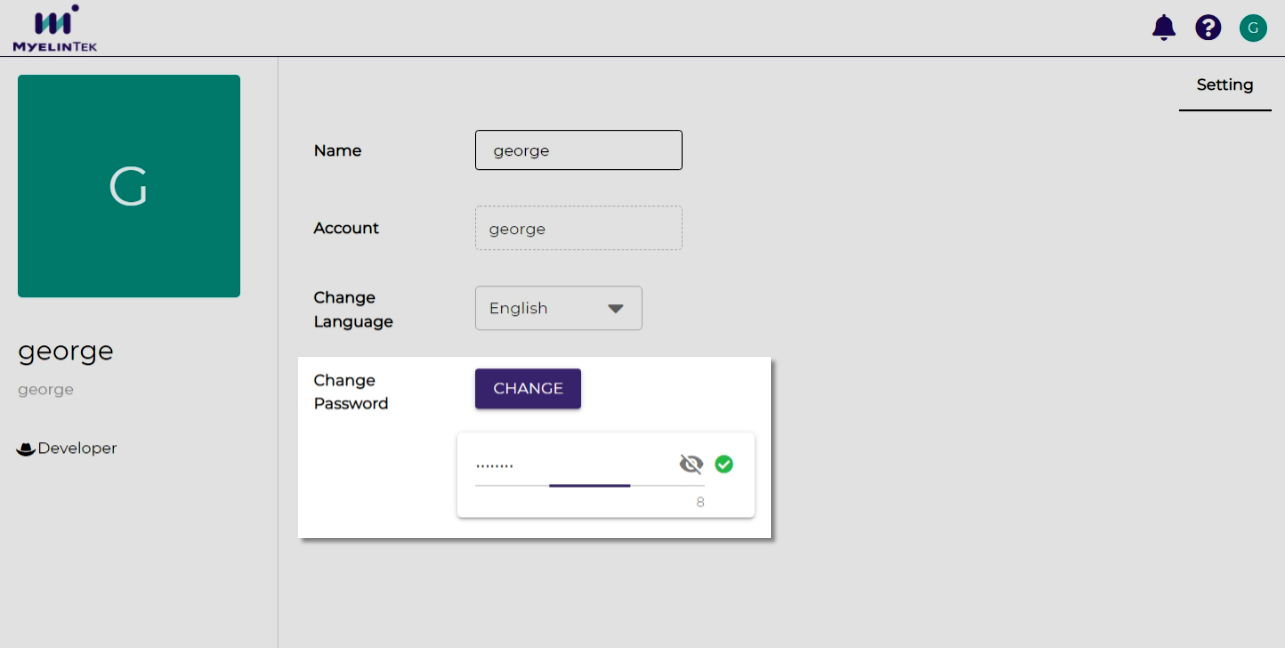 MYELINTEK
G
Setting
G
george
george
Developer
Name
george
Account
george
Change
Language
English
Change
Password
CHANGE
········
8